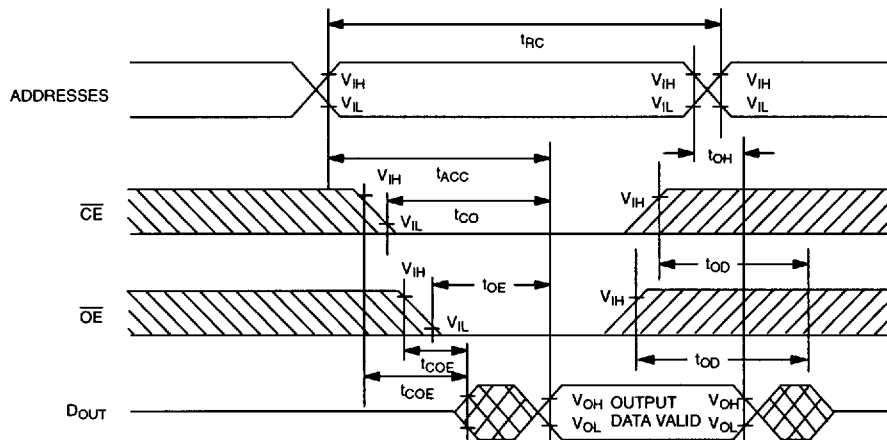 tRC
ADDRESSES
VIH VIH VIH
VIL VIL VIL
tOH
tACC
VIH
CE tCO VIH
VIL
tOD
VIH tOE
OE VIH
VIL
tOD
tCOE
tCOE
DOUT VOH OUTPUT VOH
VOL DATA VALID VOL